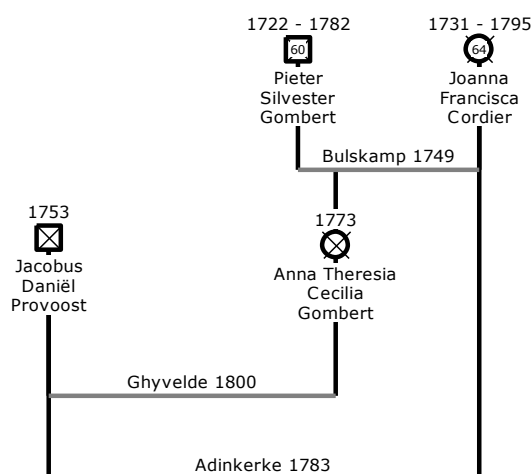 1722 - 1782
60
Pieter
Silvester
Gombert
1731 - 1795
64
Joanna
Francisca
Cordier
Bulskamp 1749
1753
Jacobus
Daniël
Provoost
1773
Anna Theresia
Cecilia
Gombert
Ghyvelde 1800
Adinkerke 1783